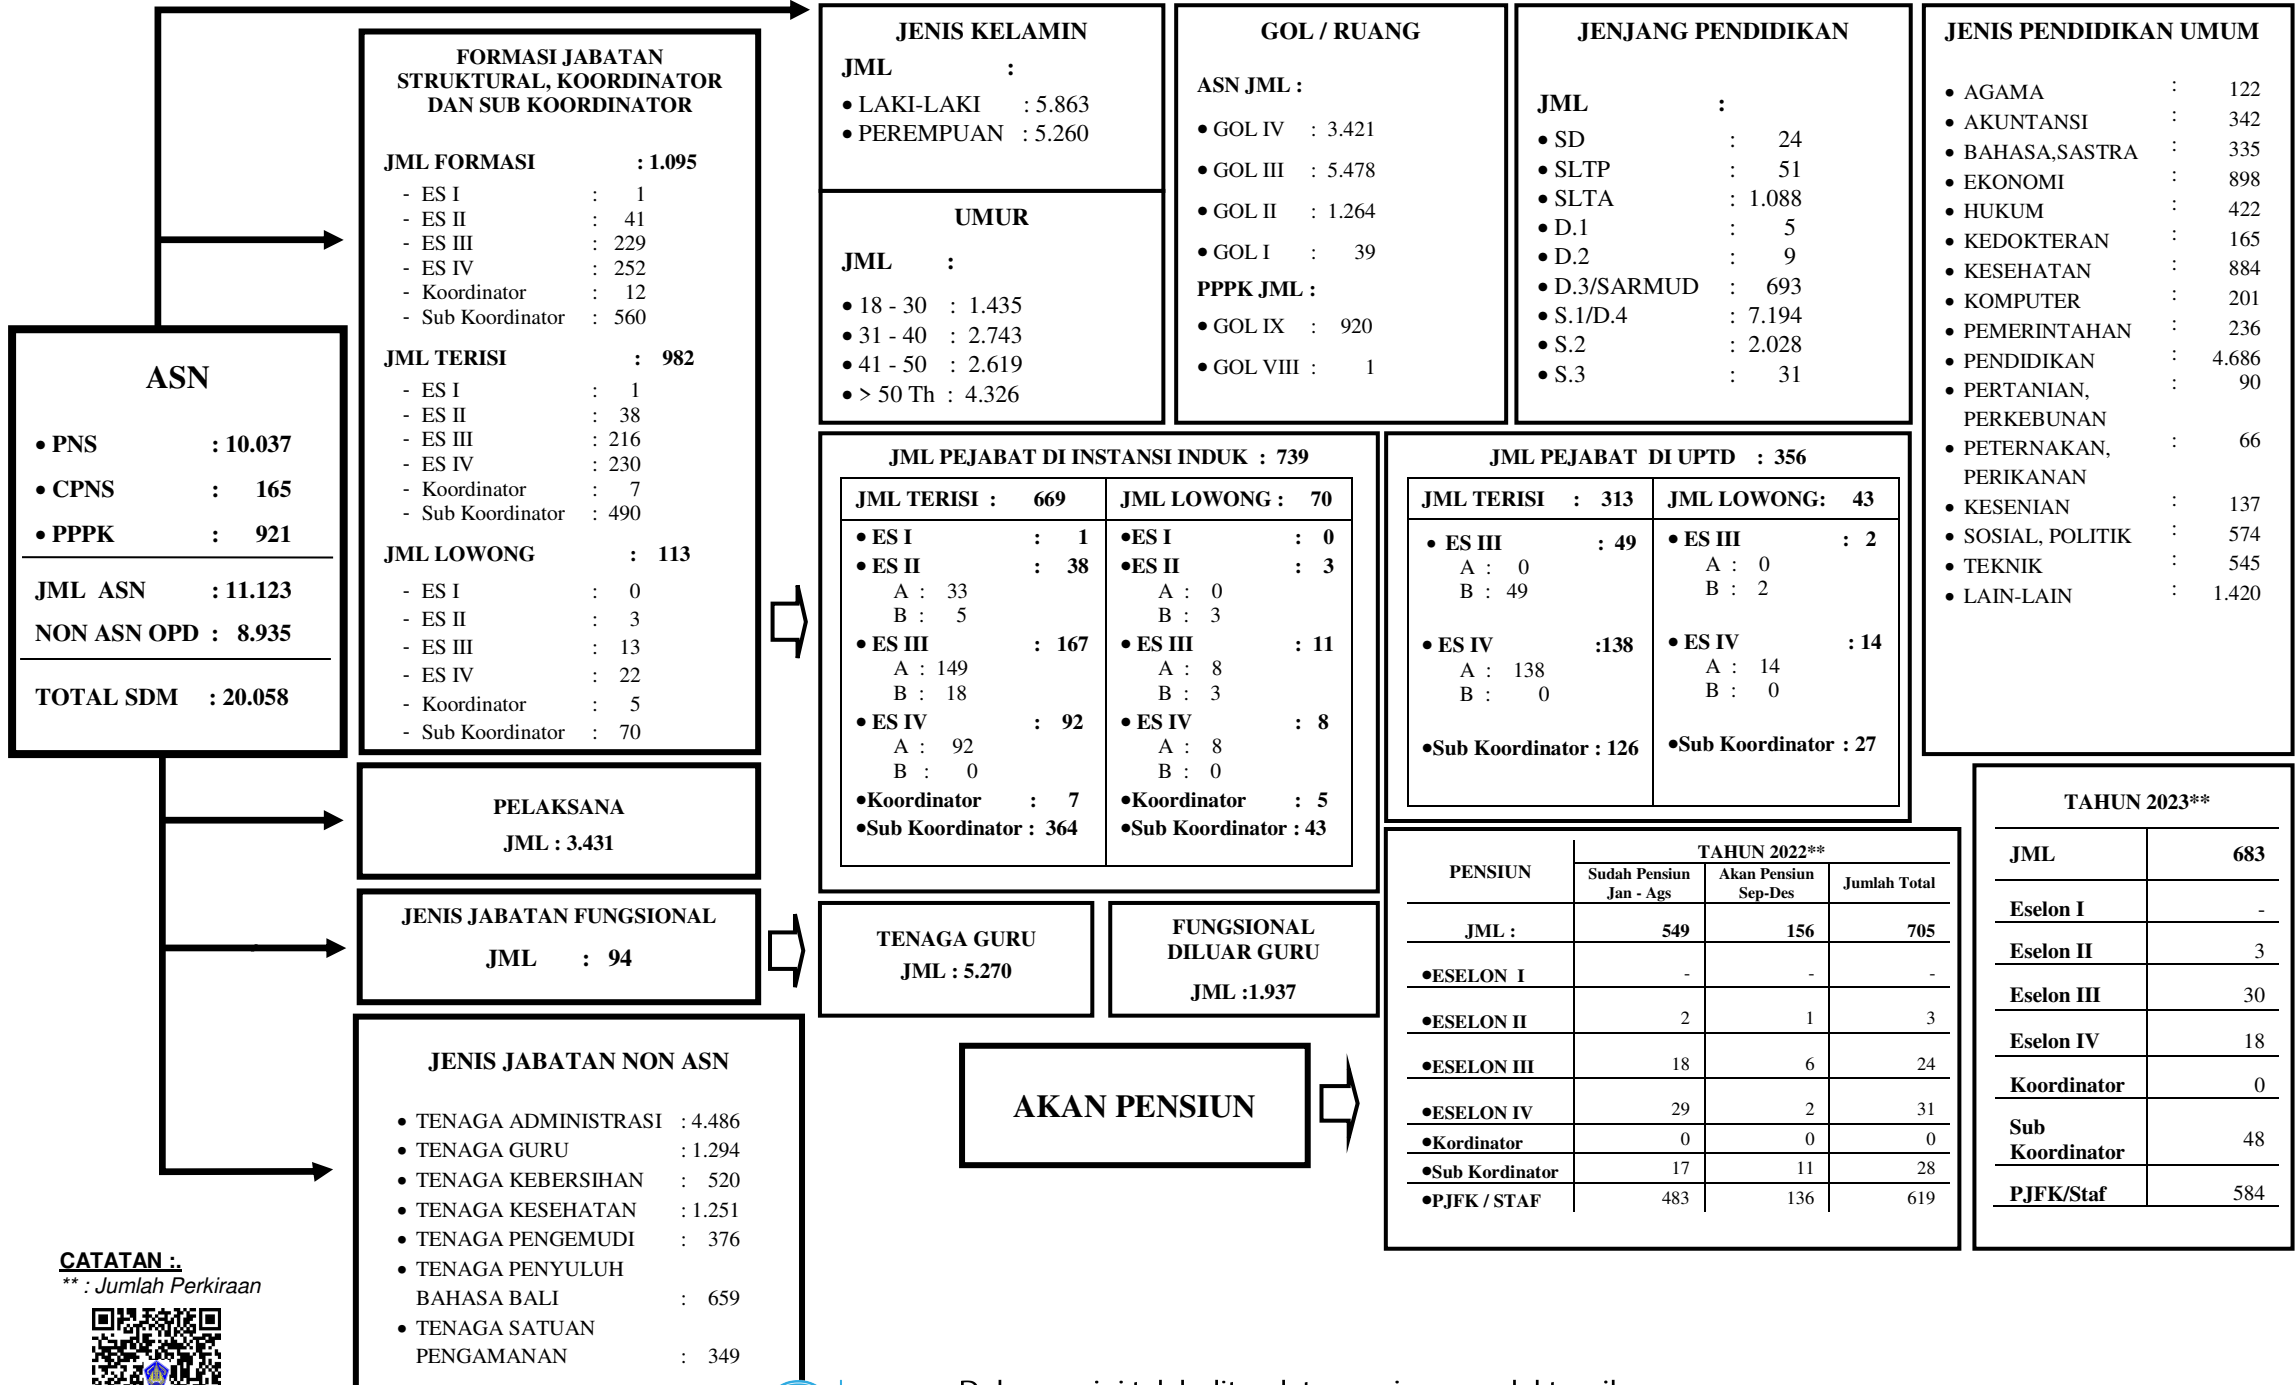 ASN
• PNS : 10.037
• CPNS : 165
• PPPK : 921
JML ASN : 11.123
NON ASN OPD : 8.935
TOTAL SDM : 20.058
FORMASI JABATAN
STRUKTURAL, KOORDINATOR
DAN SUB KOORDINATOR
JML FORMASI : 1.095
- ES I : 1
- ES II : 41
- ES III : 229
- ES IV : 252
- Koordinator : 12
- Sub Koordinator : 560
JML TERISI : 982
- ES I : 1
- ES II : 38
- ES III : 216
- ES IV : 230
- Koordinator : 7
- Sub Koordinator : 490
JML LOWONG : 113
- ES I : 0
- ES II : 3
- ES III : 13
- ES IV : 22
- Koordinator : 5
- Sub Koordinator : 70
PELAKSANA
JML : 3.431
JENIS JABATAN FUNGSIONAL
JML : 94
JENIS JABATAN NON ASN
• TENAGA ADMINISTRASI : 4.486
• TENAGA GURU : 1.294
• TENAGA KEBERSIHAN : 520
• TENAGA KESEHATAN : 1.251
• TENAGA PENGEMUDI : 376
• TENAGA PENYULUH
BAHASA BALI : 659
• TENAGA SATUAN
PENGAMANAN : 349
JENIS KELAMIN
JML :
• LAKI-LAKI : 5.863
• PEREMPUAN : 5.260
UMUR
JML :
• 18 - 30 : 1.435
• 31 - 40 : 2.743
• 41 - 50 : 2.619
• > 50 Th : 4.326
GOL / RUANG
ASN JML :
• GOL IV : 3.421
• GOL III : 5.478
• GOL II : 1.264
• GOL I : 39
PPPK JML :
• GOL IX : 920
• GOL VIII : 1
JENJANG PENDIDIKAN
JML :
• SD : 24
• SLTP : 51
• SLTA : 1.088
• D.1 : 5
• D.2 : 9
• D.3/SARMUD : 693
• S.1/D.4 : 7.194
• S.2 : 2.028
• S.3 : 31
JENIS PENDIDIKAN UMUM
• AGAMA : 122
• AKUNTANSI : 342
• BAHASA,SASTRA : 335
• EKONOMI : 898
• HUKUM : 422
• KEDOKTERAN : 165
• KESEHATAN : 884
• KOMPUTER : 201
• PEMERINTAHAN : 236
• PENDIDIKAN : 4.686
• PERTANIAN, : 90
PERKEBUNAN
• PETERNAKAN, : 66
PERIKANAN
• KESENIAN : 137
• SOSIAL, POLITIK : 574
• TEKNIK : 545
• LAIN-LAIN : 1.420
JML PEJABAT DI INSTANSI INDUK : 739
JML TERISI : 669
• ES I : 1
• ES II : 38
A : 33
B : 5
• ES III : 167
A : 149
B : 18
• ES IV : 92
A : 92
B : 0
•Koordinator : 7
•Sub Koordinator : 364
JML LOWONG : 70
•ES I : 0
•ES II : 3
A : 0
B : 3
• ES III : 11
A : 8
B : 3
• ES IV : 8
A : 8
B : 0
•Koordinator : 5
•Sub Koordinator : 43
JML PEJABAT DI UPTD : 356
JML TERISI : 313
• ES III : 49
A : 0
B : 49
• ES IV :138
A : 138
B : 0
•Sub Koordinator : 126
JML LOWONG: 43
• ES III : 2
A : 0
B : 2
• ES IV : 14
A : 14
B : 0
•Sub Koordinator : 27
TENAGA GURU
JML : 5.270
FUNGSIONAL
DILUAR GURU
JML :1.937
AKAN PENSIUN
PENSIUN TAHUN 2022**
Sudah Pensiun Akan Pensiun Jumlah Total
Jan - Ags Sep-Des
JML : 549 156 705
•ESELON I - - -
•ESELON II 2 1 3
•ESELON III 18 6 24
•ESELON IV 29 2 31
•Kordinator 0 0 0
•Sub Kordinator 17 11 28
•PJFK / STAF 483 136 619
TAHUN 2023**
JML 683
Eselon I -
Eselon II 3
Eselon III 30
Eselon IV 18
Koordinator 0
Sub
Koordinator 48
PJFK/Staf 584
CATATAN :.
** : Jumlah Perkiraan